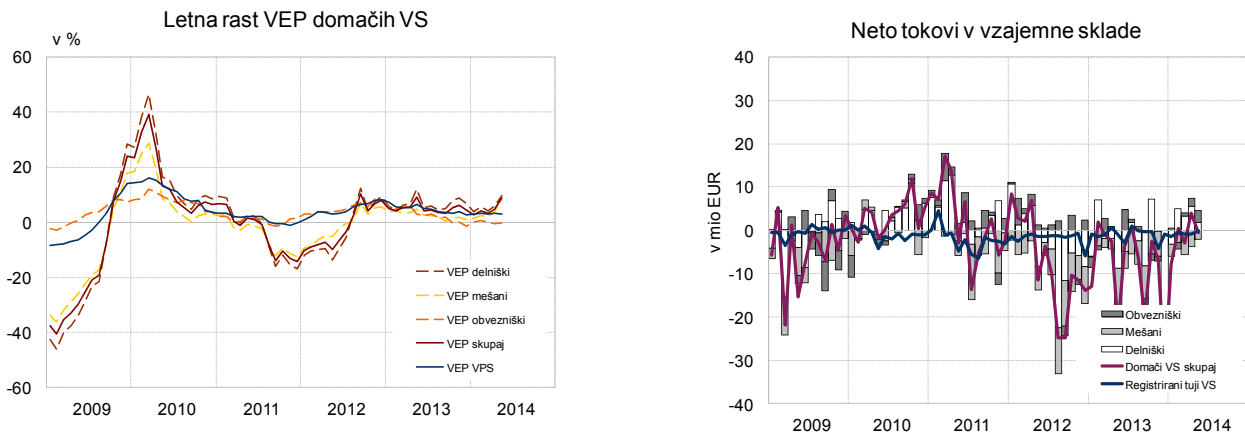 Letna rast VEP domačih VS
v %
60
40
20
0
-20
-40
-60
VEP delniški
VEP mešani
VEP obvezniški
VEP skupaj
VEP VPS
2009 2010 2011 2012 2013 2014
Neto tokovi v vzajemne sklade
v mio EUR
40
30
20
10
0
-10
-20
-30
-40
Obvezniški
Mešani
Delniški
Domači VS skupaj
Registrirani tuji VS
2009 2010 2011 2012 2013 2014